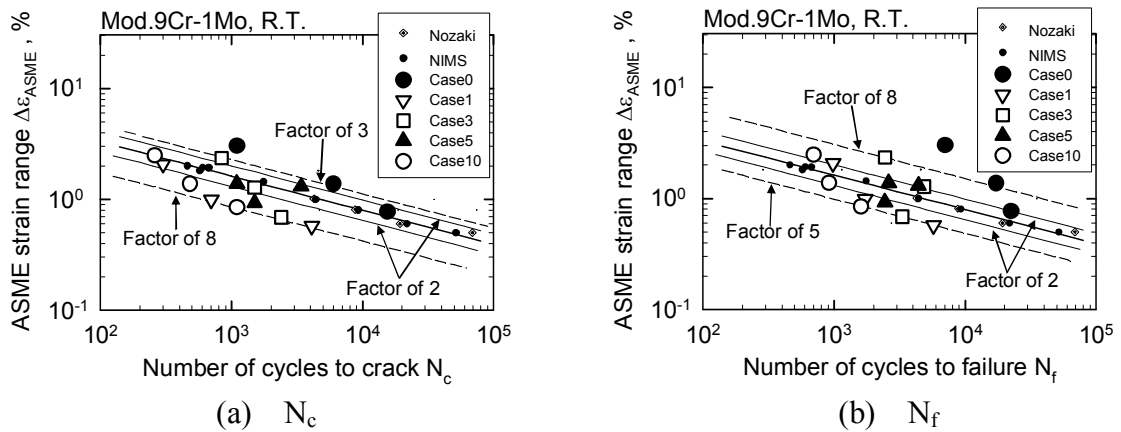 Mod.9Cr-1Mo, R.T.
ASME strain range Δε_ASME , %
10^1
10^0
10^-1
Nozaki
NIMS
Case0
Case1
Case3
Case5
Case10
Factor of 3
Factor of 8
Factor of 2
10^2 10^3 10^4 10^5
Number of cycles to crack N_c
(a) N_c
Mod.9Cr-1Mo, R.T.
ASME strain range Δε_ASME , %
10^1
10^0
10^-1
Nozaki
NIMS
Case0
Case1
Case3
Case5
Case10
Factor of 8
Factor of 5
Factor of 2
10^2 10^3 10^4 10^5
Number of cycles to failure N_f
(b) N_f